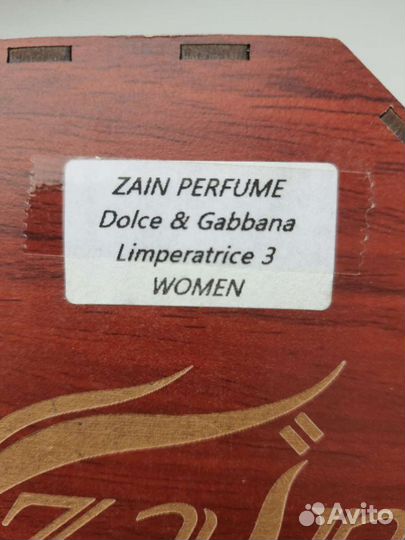 ZAIN PERFUME
Dolce & Gabbana
Limperatrice 3
WOMEN
Avito